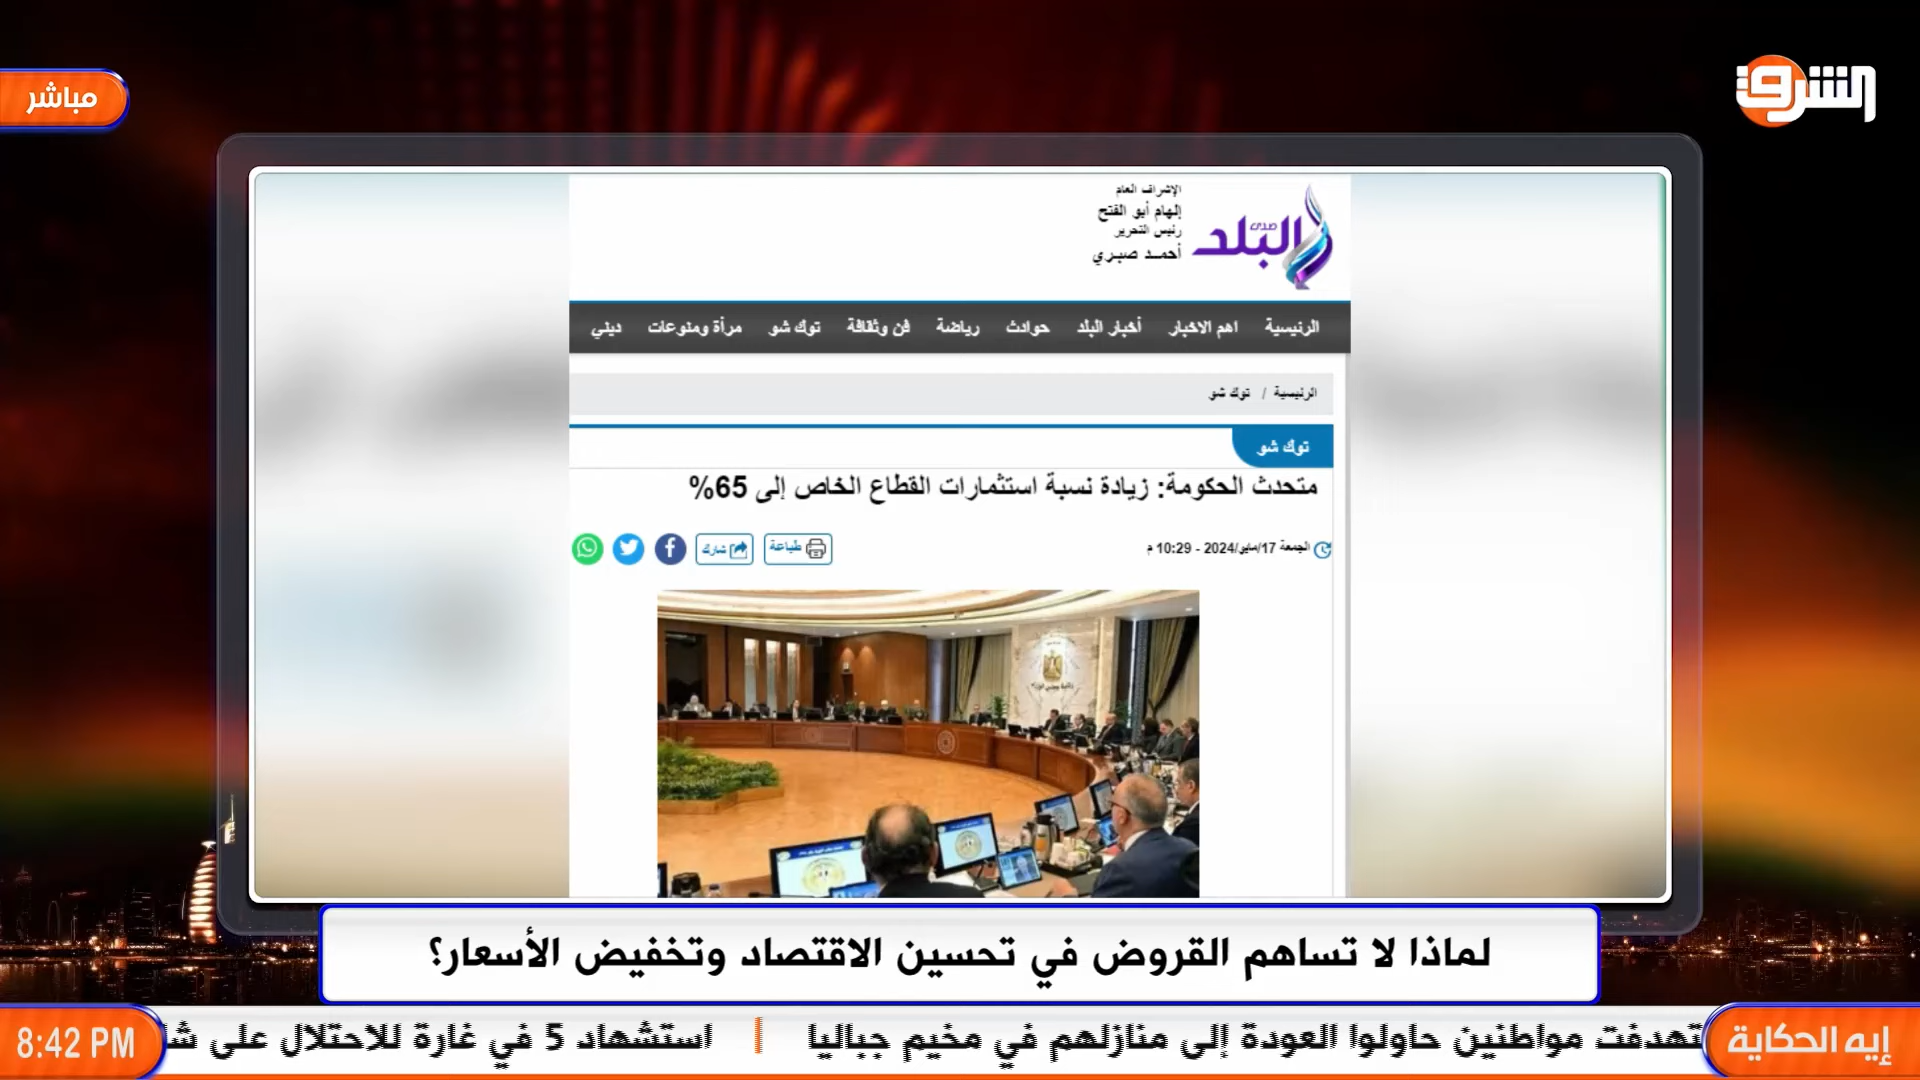 مباشر
الشرق
الإشراف العام
إلهام أبو الفتح
رئيس التحرير
أحمـد صبـري
صدى
البلد
الرئيسية اهم الاخبار أخبار البلد حوادث رياضة فن وثقافة توك شو مرأة ومنوعات ديني
الرئيسية / توك شو
توك شو
متحدث الحكومة: زيادة نسبة استثمارات القطاع الخاص إلى 65%
الجمعة 17/مايو/2024 - 10:29 م
طباعة
شارك
لماذا لا تساهم القروض في تحسين الاقتصاد وتخفيض الأسعار؟
إيه الحكاية
تهدفت مواطنين حاولوا العودة إلى منازلهم في مخيم جباليا | استشهاد 5 في غارة للاحتلال على
8:42 PM